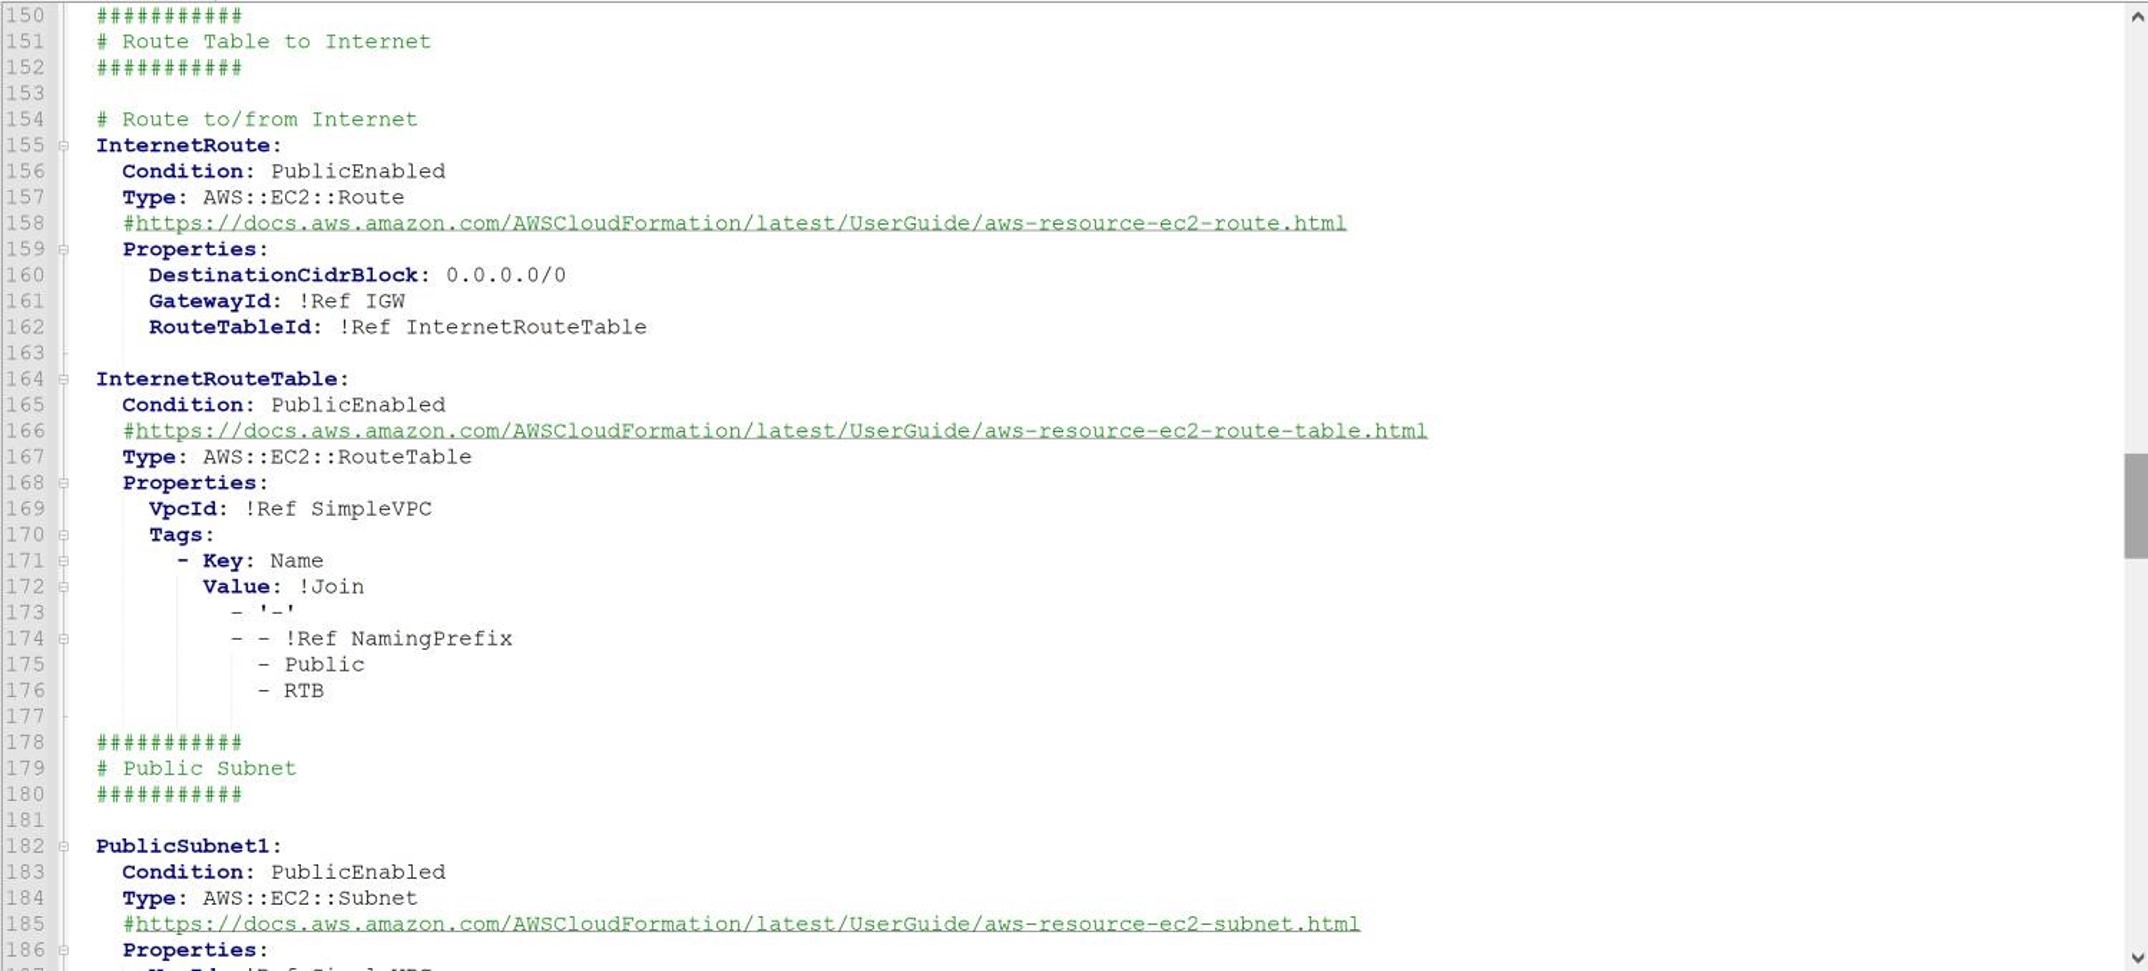 150 ###########
151 # Route Table to Internet
152 ###########
153
154 # Route to/from Internet
155 InternetRoute:
156   Condition: PublicEnabled
157   Type: AWS::EC2::Route
158   #https://docs.aws.amazon.com/AWSCloudFormation/latest/UserGuide/aws-resource-ec2-route.html
159   Properties:
160     DestinationCidrBlock: 0.0.0.0/0
161     GatewayId: !Ref IGW
162     RouteTableId: !Ref InternetRouteTable
163
164 InternetRouteTable:
165   Condition: PublicEnabled
166   #https://docs.aws.amazon.com/AWSCloudFormation/latest/UserGuide/aws-resource-ec2-route-table.html
167   Type: AWS::EC2::RouteTable
168   Properties:
169     VpcId: !Ref SimpleVPC
170     Tags:
171       - Key: Name
172         Value: !Join
173           - '-'
174           - - !Ref NamingPrefix
175             - Public
176             - RTB
177
178 ###########
179 # Public Subnet
180 ###########
181
182 PublicSubnet1:
183   Condition: PublicEnabled
184   Type: AWS::EC2::Subnet
185   #https://docs.aws.amazon.com/AWSCloudFormation/latest/UserGuide/aws-resource-ec2-subnet.html
186   Properties: